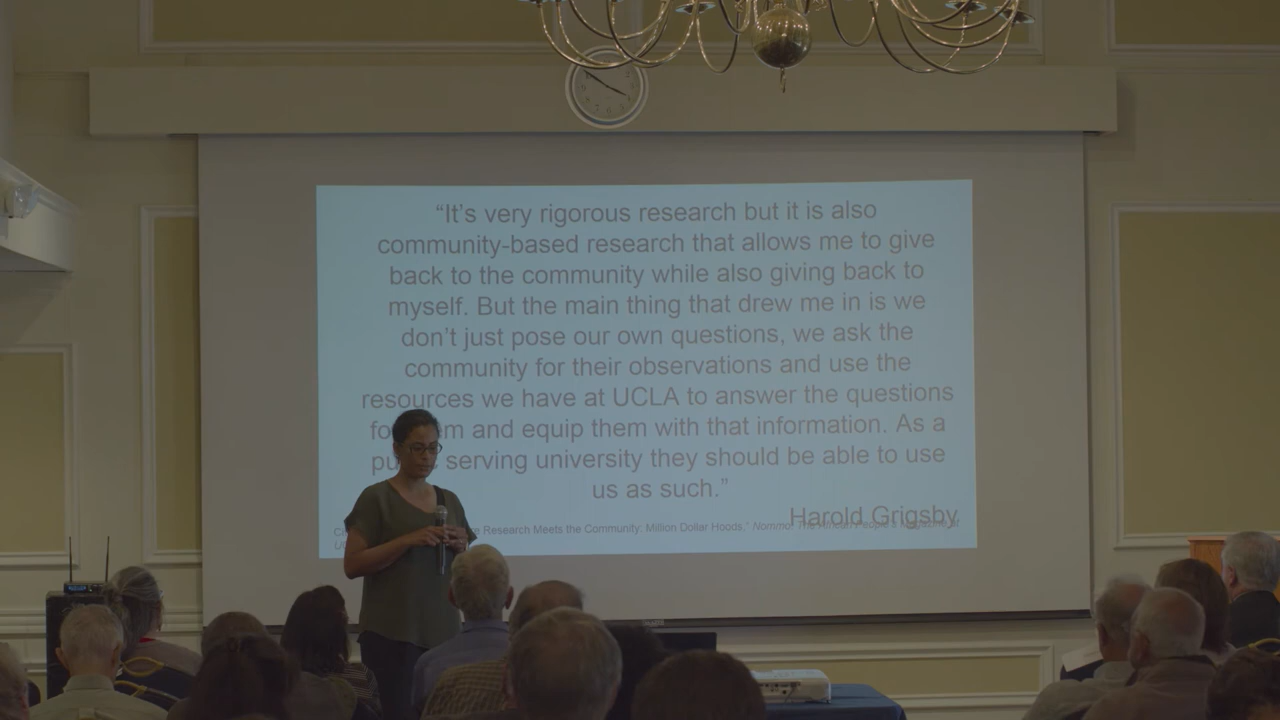 “It’s very rigorous research but it is also
community-based research that allows me to give
back to the community while also giving back to
myself. But the main thing that drew me in is we
don’t just pose our own questions, we ask the
community for their observations and use the
resources we have at UCLA to answer the questions
em and equip them with that information. As a
serving university they should be able to use
us as such.”
Harold Grigsby
Research Meets the Community: Million Dollar Hoods,” Nommo: